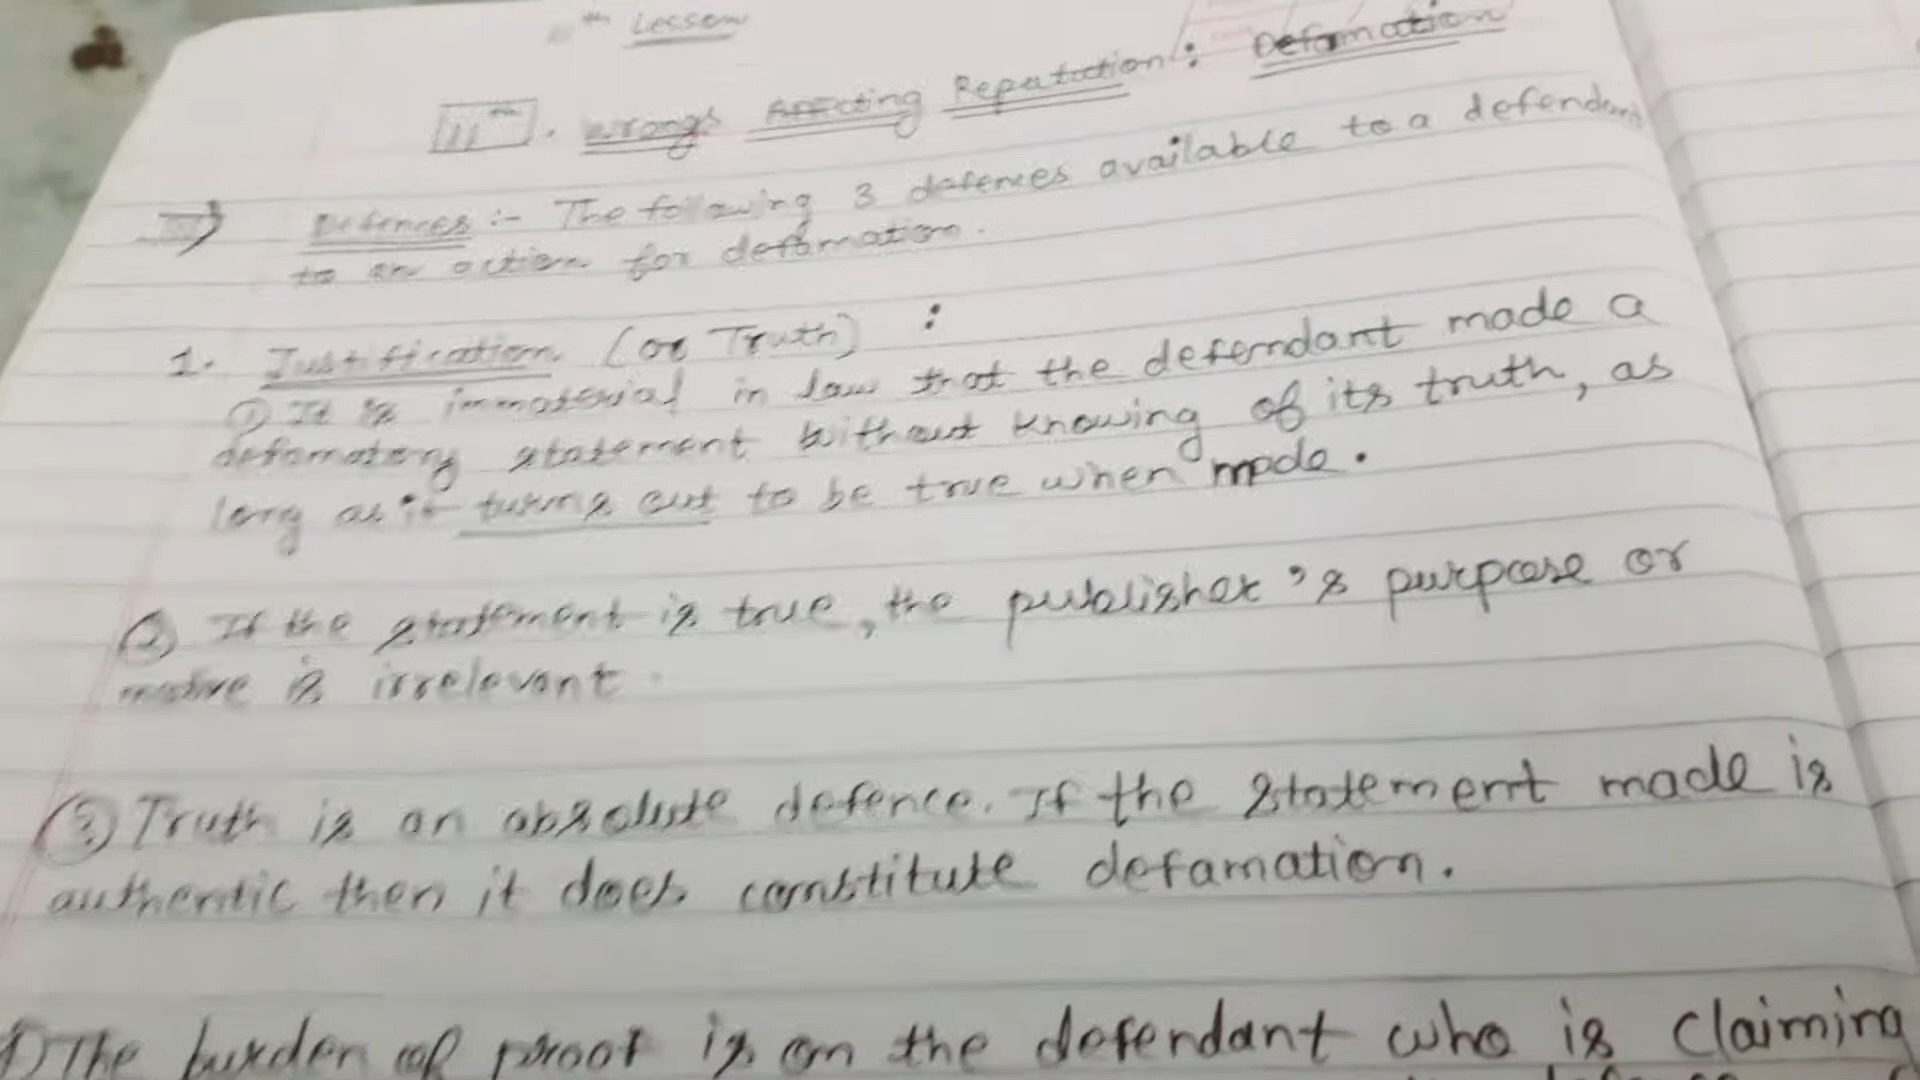 11th Lesson
11th. Wrongs Affecting Reputation : Defamation
Defences :- The following 3 defences available to a defendant
to an action for defamation.
1. Justification (or Truth) :
① It is immaterial in law that the defendant made a
defamatory statement without knowing of its truth, as
long as it turns out to be true when made.
② If the statement is true, the publisher's purpose or
motive is irrelevant.
③ Truth is an absolute defence. If the statement made is
authentic then it does constitute defamation.
The burden of proof is on the defendant who is claiming